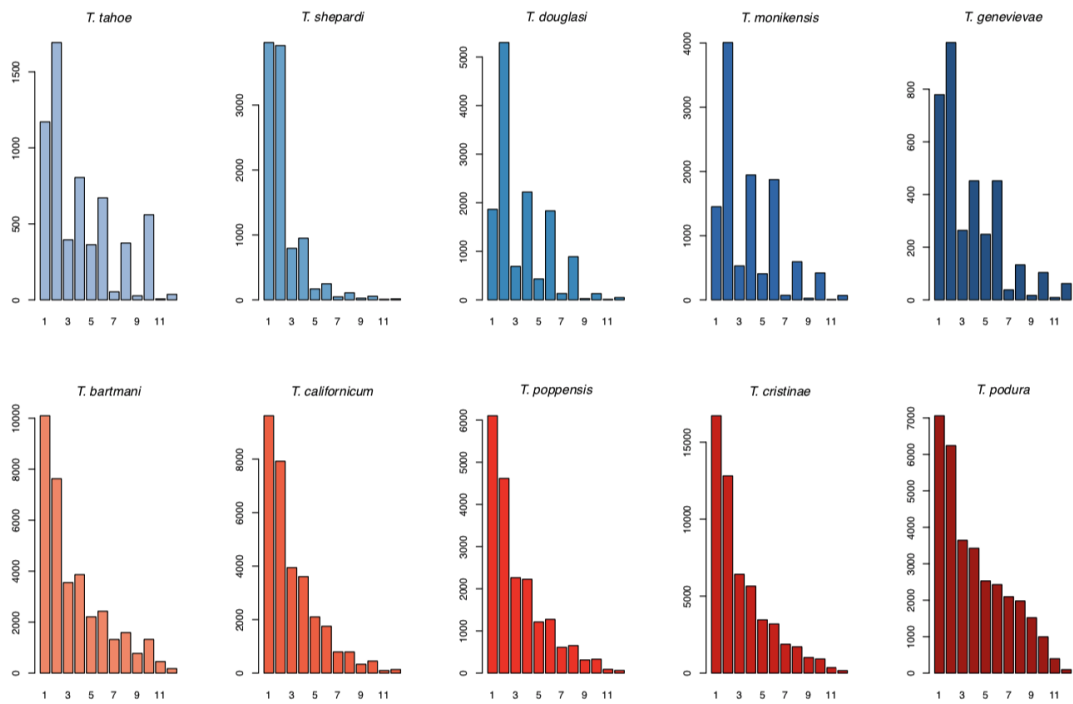 T. tahoe
T. shepardi
T. douglasi
T. monikensis
T. genevievae
0 500 1000 1500
0 1000 2000 3000
0 1000 2000 3000 4000 5000
0 1000 2000 3000 4000
0 200 400 600 800
1 3 5 7 9 11
1 3 5 7 9 11
1 3 5 7 9 11
1 3 5 7 9 11
1 3 5 7 9 11
T. bartmani
T. californicum
T. poppensis
T. cristinae
T. podura
0 2000 4000 6000 8000 10000
0 2000 4000 6000 8000
0 1000 2000 3000 4000 5000 6000
0 5000 10000 15000
0 1000 2000 3000 4000 5000 6000 7000
1 3 5 7 9 11
1 3 5 7 9 11
1 3 5 7 9 11
1 3 5 7 9 11
1 3 5 7 9 11